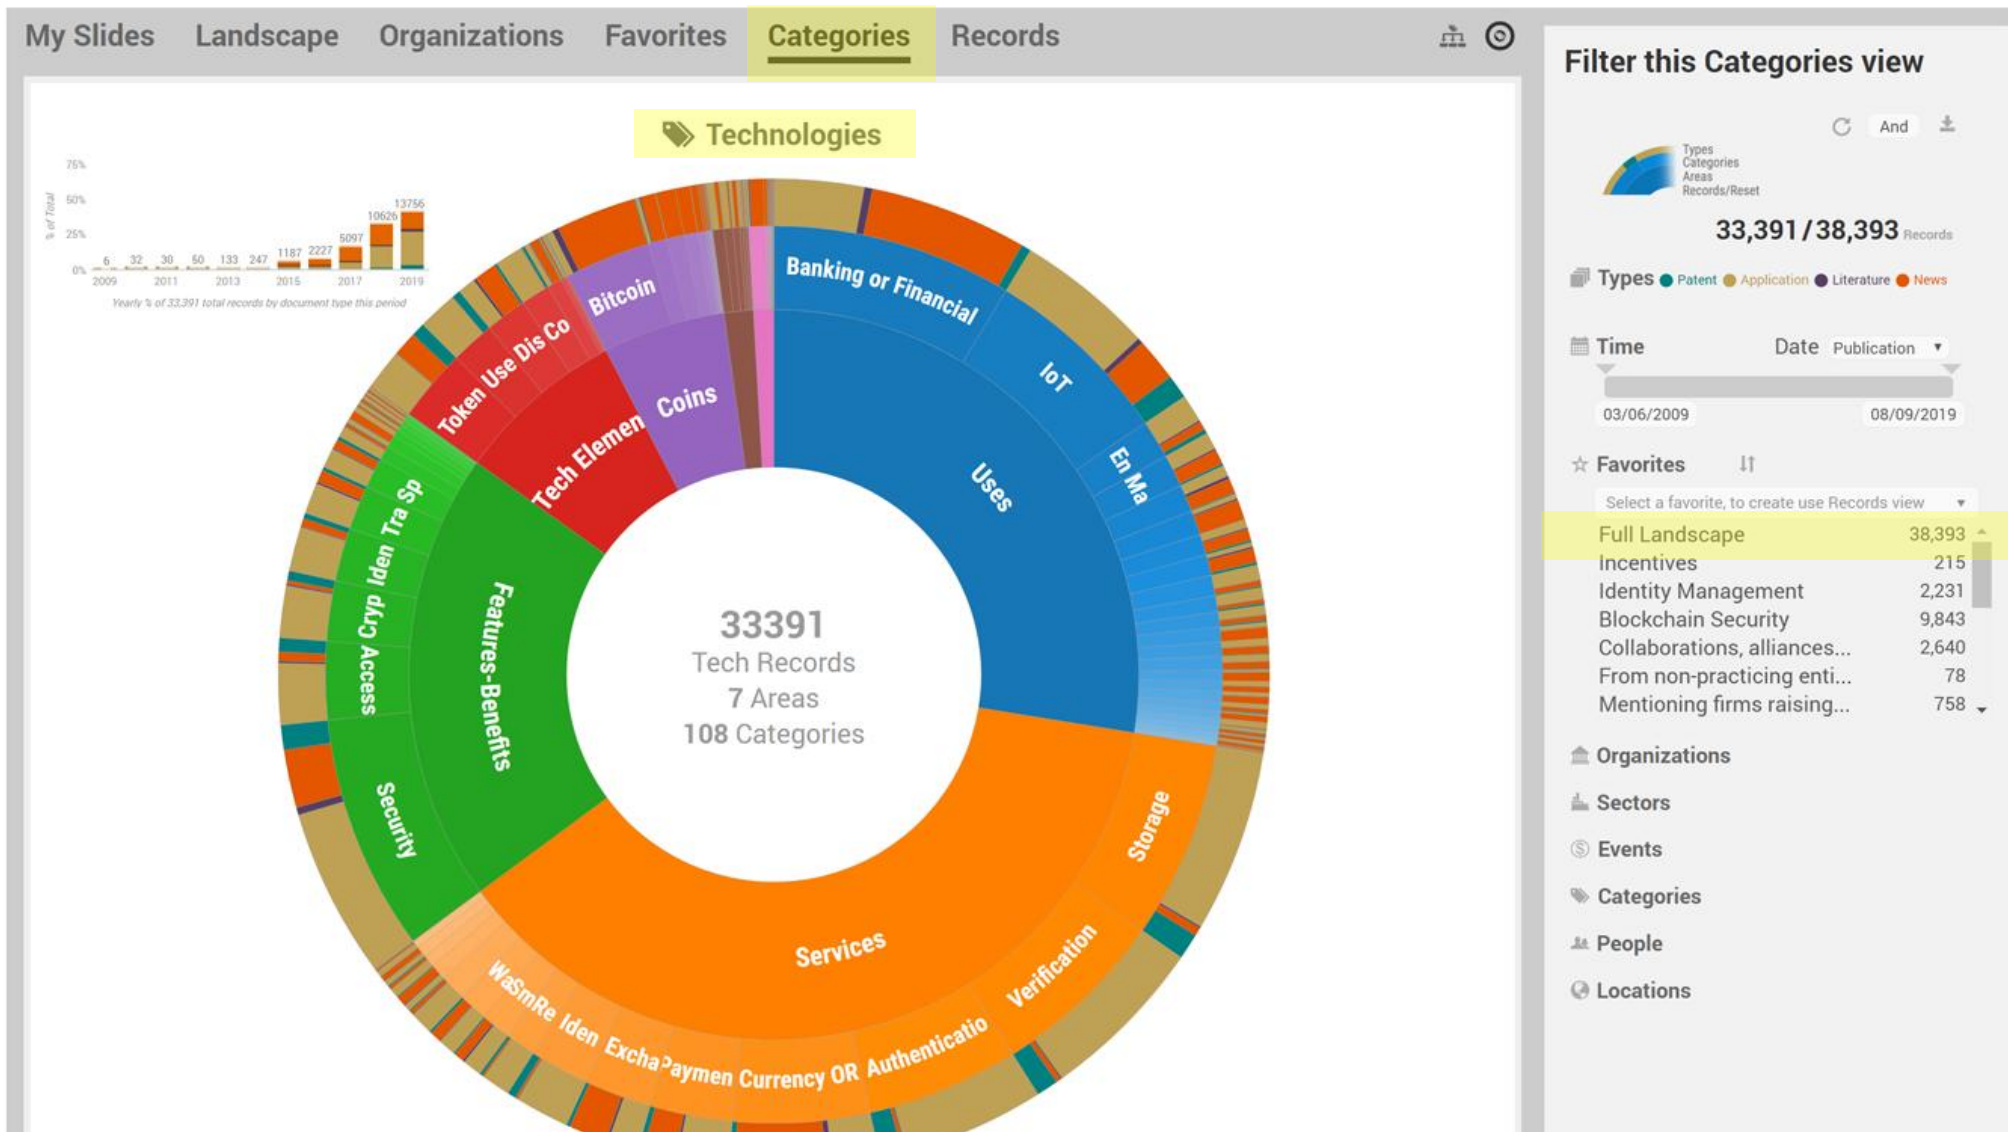 My Slides Landscape Organizations Favorites Categories Records
Technologies
75%
50%
25%
0%
% of Total
6 32 30 50 133 247 1187 2227 5097 10626 13756
2009 2011 2013 2015 2017 2019
Yearly % of 33,391 total records by document type this period
Banking or Financial
IoT
En Ma
Uses
Storage
Verification
Authenticatio
Currency OR
Paymen
Excha
Iden
Re
Sm
Wa
Services
Security
Access
Cryp
Iden
Tra
Sp
Features-Benefits
Token
Use
Dis
Co
Tech Elemen
Bitcoin
Coins
33391
Tech Records
7 Areas
108 Categories
Filter this Categories view
And
Types
Categories
Areas
Records/Reset
33,391/38,393 Records
Types Patent Application Literature News
Time Date Publication
03/06/2009 08/09/2019
Favorites
Select a favorite, to create use Records view
Full Landscape 38,393
Incentives 215
Identity Management 2,231
Blockchain Security 9,843
Collaborations, alliances... 2,640
From non-practicing enti... 78
Mentioning firms raising... 758
Organizations
Sectors
Events
Categories
People
Locations